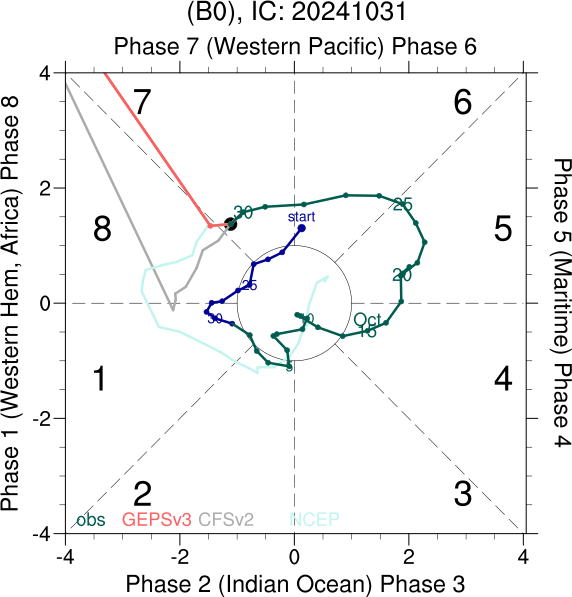 (B0), IC: 20241031
Phase 7 (Western Pacific) Phase 6
4
7
6
2
30
25
start
8
5
25
20
0
30
10
Oct
15
5
1
4
-2
2
3
obs GEPSv3 CFSv2 NCEP
-4
-4 -2 0 2 4
Phase 2 (Indian Ocean) Phase 3
Phase 1 (Western Hem, Africa) Phase 8
Phase 5 (Maritime) Phase 4